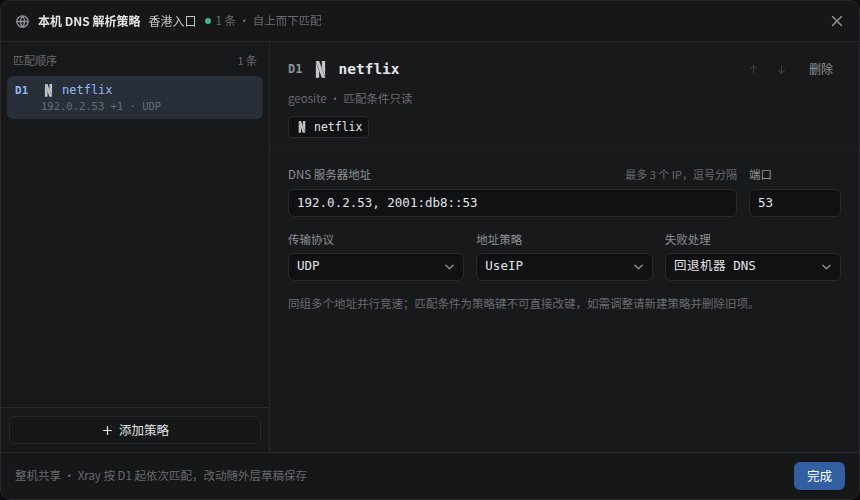 本机 DNS 解析策略 香港入口 1 条 · 自上而下匹配
匹配顺序 1 条
D1 netflix
192.0.2.53 +1 · UDP
添加策略
D1 netflix ↑ ↓ 删除
geosite · 匹配条件只读
netflix
DNS 服务器地址 最多 3 个 IP，逗号分隔 端口
192.0.2.53, 2001:db8::53 53
传输协议 地址策略 失败处理
UDP UseIP 回退机器 DNS
同组多个地址并行竞速；匹配条件为策略键不可直接改键，如需调整请新建策略并删除旧项。
整机共享 · Xray 按 D1 起依次匹配，改动随外层草稿保存 完成